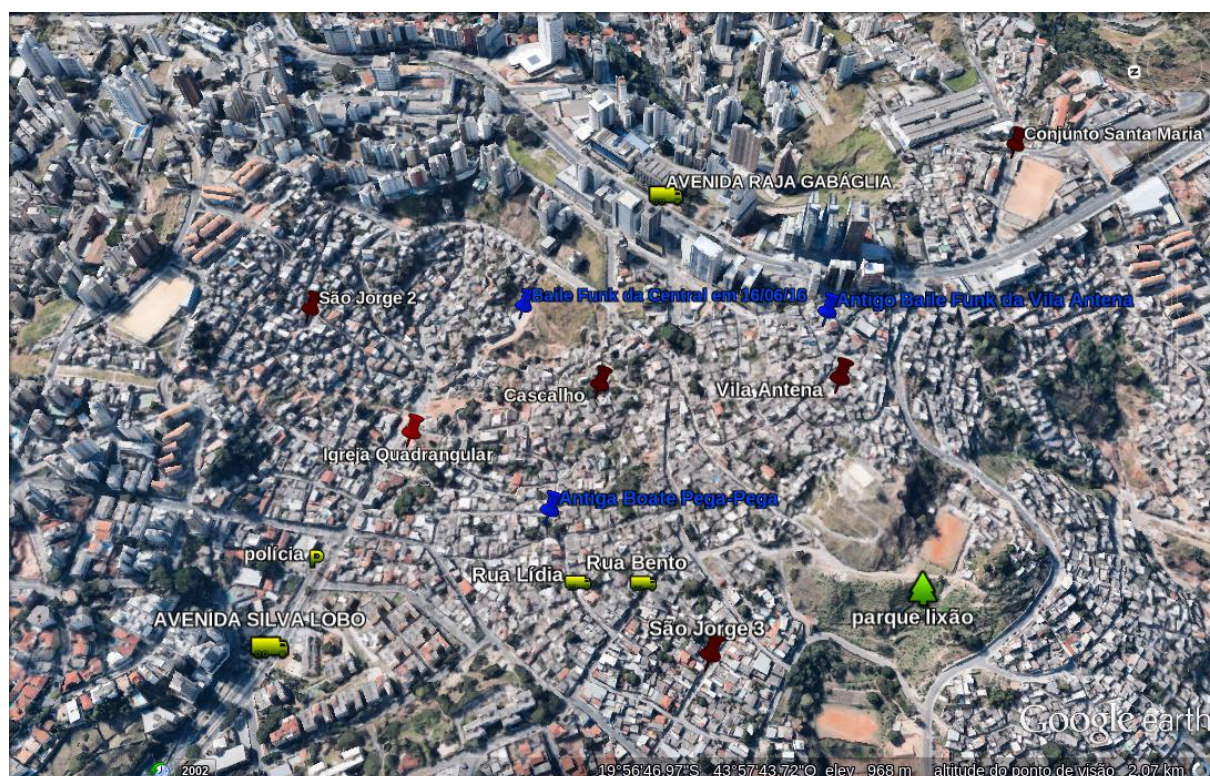 Conjunto Santa Maria
AVENIDA RAJA GABÁGLIA
São Jorge 2
Baile Funk da Central em 16/06/16
Antigo Baile Funk da Vila Antena
Cascalho
Vila Antena
Igreja Quadrangular
Antiga Boate Pega-Pega
polícia P
Rua Lídia
Rua Bento
AVENIDA SILVA LOBO
São Jorge 3
parque lixão
Google earth
2002
19°56'46.97"S 43°57'43.72"O elev 968 m altitude do ponto de visão 2.07 km
N